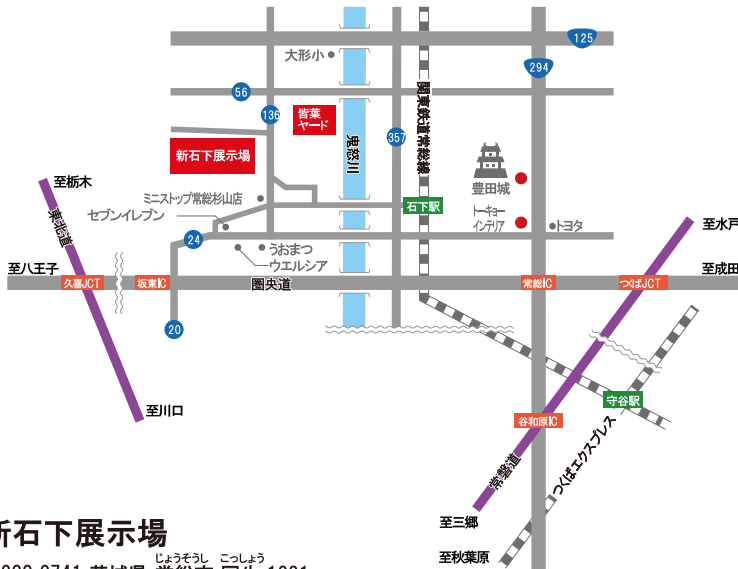 125
294
大形小
56
136
皆葉
ヤード
357
鬼怒川
関東鉄道常総線
新石下展示場
豊田城
至栃木
東北道
ミニストップ常総杉山店
セブンイレブン
石下駅
トーキョー
インテリア
トヨタ
至水戸
24
うおまつ
ウエルシア
至八王子
至成田
久喜JCT
坂東IC
圏央道
常総IC
つくばJCT
20
至川口
守谷駅
谷和原IC
つくばエクスプレス
常磐道
至三郷
至秋葉原
新石下展示場
じょうそうし こっしょう
茨城県